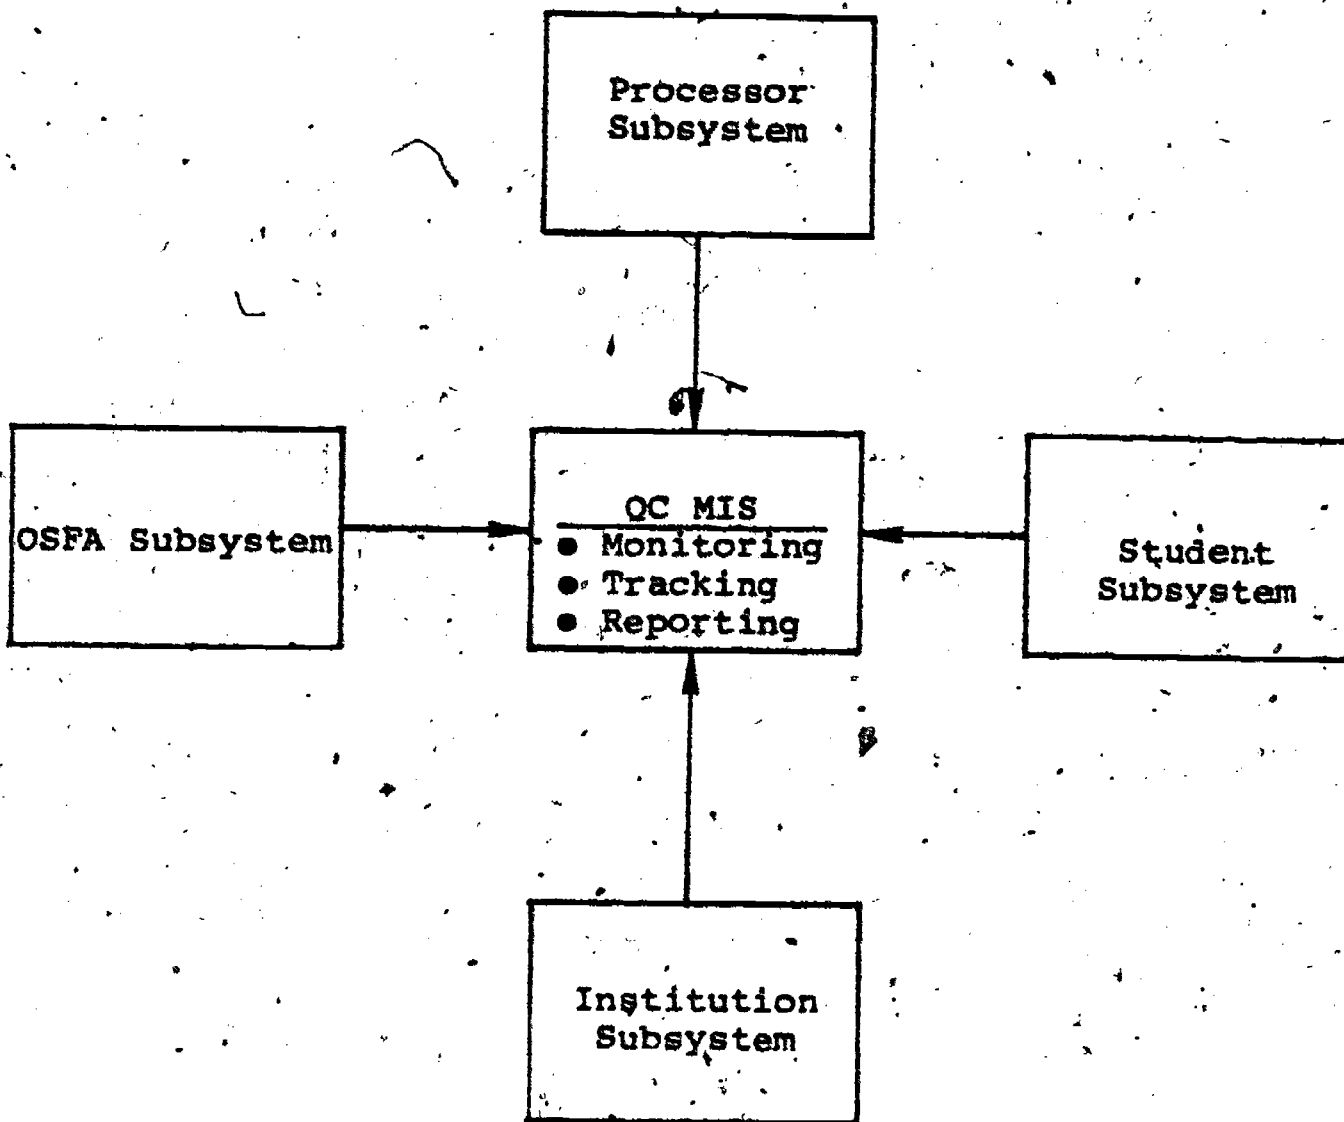 Processor
Subsystem
OSFA Subsystem
QC MIS
● Monitoring
● Tracking
● Reporting
Student
Subsystem
Institution
Subsystem